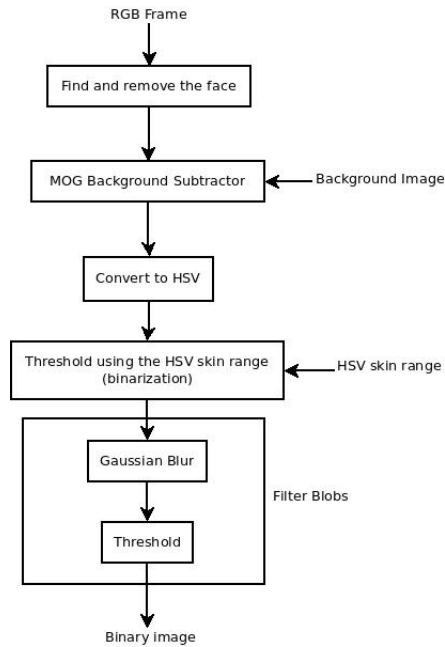 RGB Frame
Find and remove the face
MOG Background Subtractor
Background Image
Convert to HSV
Threshold using the HSV skin range
(binarization)
HSV skin range
Gaussian Blur
Filter Blobs
Threshold
Binary image